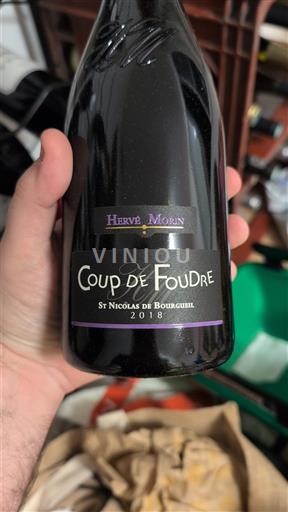 HERVÉ MORIN
VINIOU
COUP DE FOUDRE
ST NICOLAS DE BOURGUEIL
2018